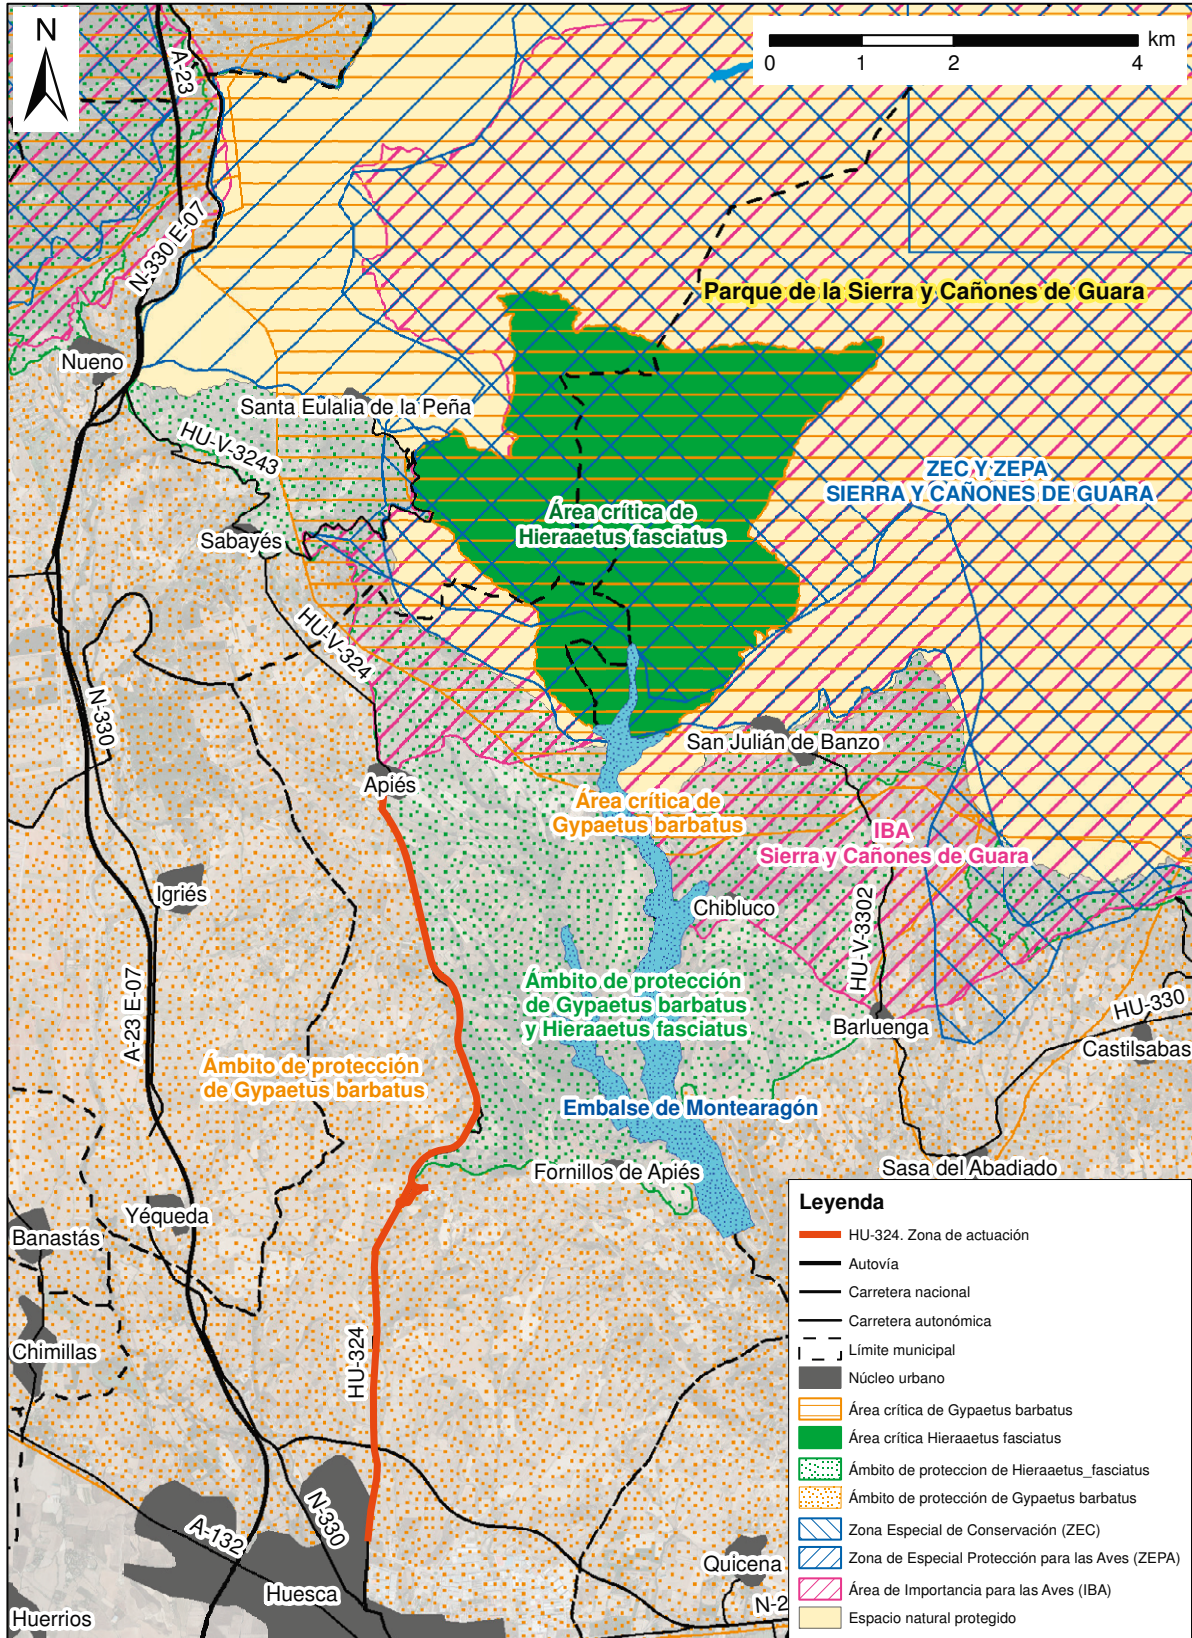 N
km
0
1
2
4
A-23
N-330 E-07
Parque de la Sierra y Cañones de Guara
Nueno
Santa Eulalia de la Peña
HU-V-3243
ZEC Y ZEPA
SIERRA Y CAÑONES DE GUARA
Área crítica de
Hieraaetus fasciatus
Sabayés
HU-V-324
N-330
San Julián de Banzo
Apiés
Área crítica de
Gypaetus barbatus
IBA
Sierra y Cañones de Guara
Igriés
Chibluco
HU-V-3302
Ámbito de protección
de Gypaetus barbatus
y Hieraaetus fasciatus
HU-330
A-23 E-07
Barluenga
Castilsabas
Ámbito de protección
de Gypaetus barbatus
Embalse de Montearagón
Fornillos de Apiés
Sasa del Abadiado
Yéqueda
Banastás
Chimillas
HU-324
N-330
A-132
Huesca
Huerrios
Quicena
N-2
Leyenda
HU-324. Zona de actuación
Autovía
Carretera nacional
Carretera autonómica
Límite municipal
Núcleo urbano
Área crítica de Gypaetus barbatus
Área crítica Hieraaetus fasciatus
Ámbito de proteccion de Hieraaetus_fasciatus
Ámbito de protección de Gypaetus barbatus
Zona Especial de Conservación (ZEC)
Zona de Especial Protección para las Aves (ZEPA)
Área de Importancia para las Aves (IBA)
Espacio natural protegido